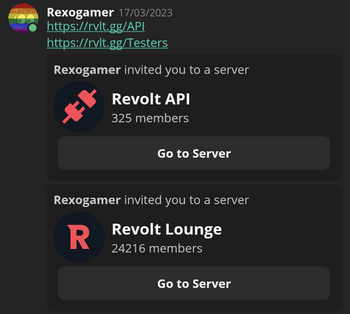 Rexogamer 17/03/2023
https://rvlt.gg/API
https://rvlt.gg/Testers
Rexogamer invited you to a server
Revolt API
325 members
Go to Server
Rexogamer invited you to a server
R
Revolt Lounge
24216 members
Go to Server